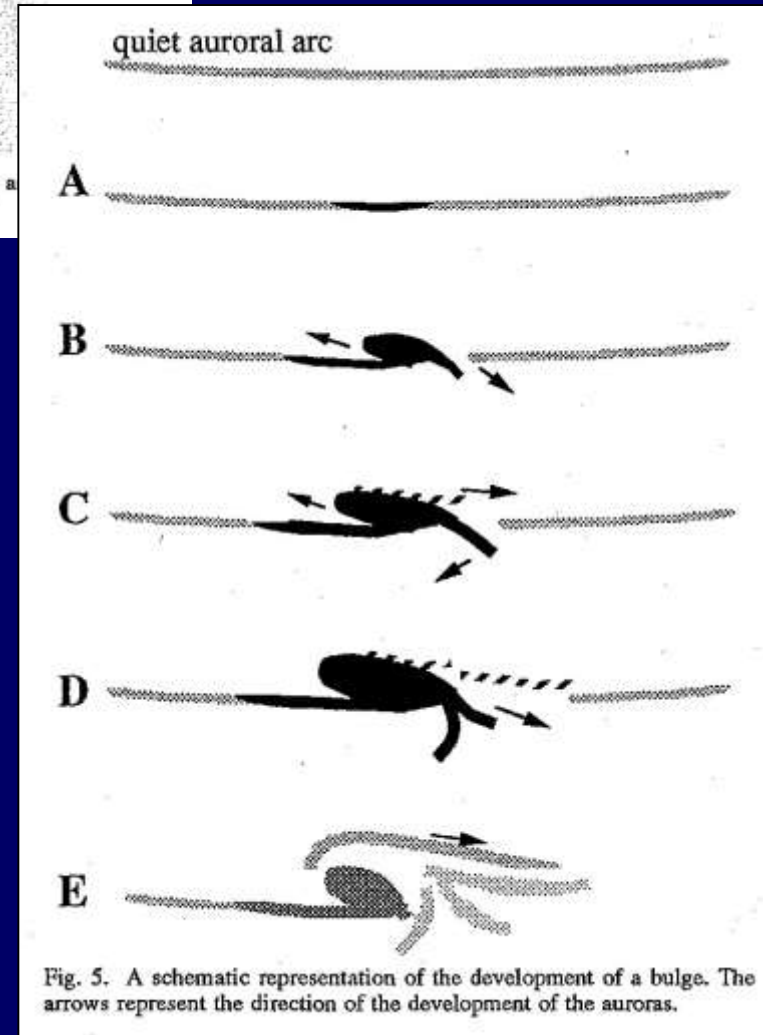 quiet auroral arc
a
A
B
C
D
E
Fig. 5. A schematic representation of the development of a bulge. The
arrows represent the direction of the development of the auroras.